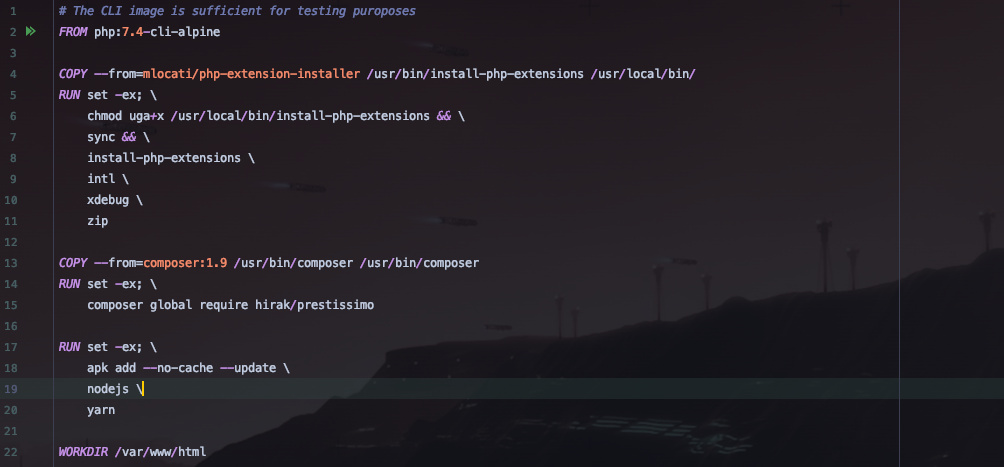 1 # The CLI image is sufficient for testing puroposes
2 FROM php:7.4-cli-alpine
3
4 COPY --from=mlocati/php-extension-installer /usr/bin/install-php-extensions /usr/local/bin/
5 RUN set -ex; \
6 chmod uga+x /usr/local/bin/install-php-extensions && \
7 sync && \
8 install-php-extensions \
9 intl \
10 xdebug \
11 zip
12
13 COPY --from=composer:1.9 /usr/bin/composer /usr/bin/composer
14 RUN set -ex; \
15 composer global require hirak/prestissimo
16
17 RUN set -ex; \
18 apk add --no-cache --update \
19 nodejs \
20 yarn
21
22 WORKDIR /var/www/html